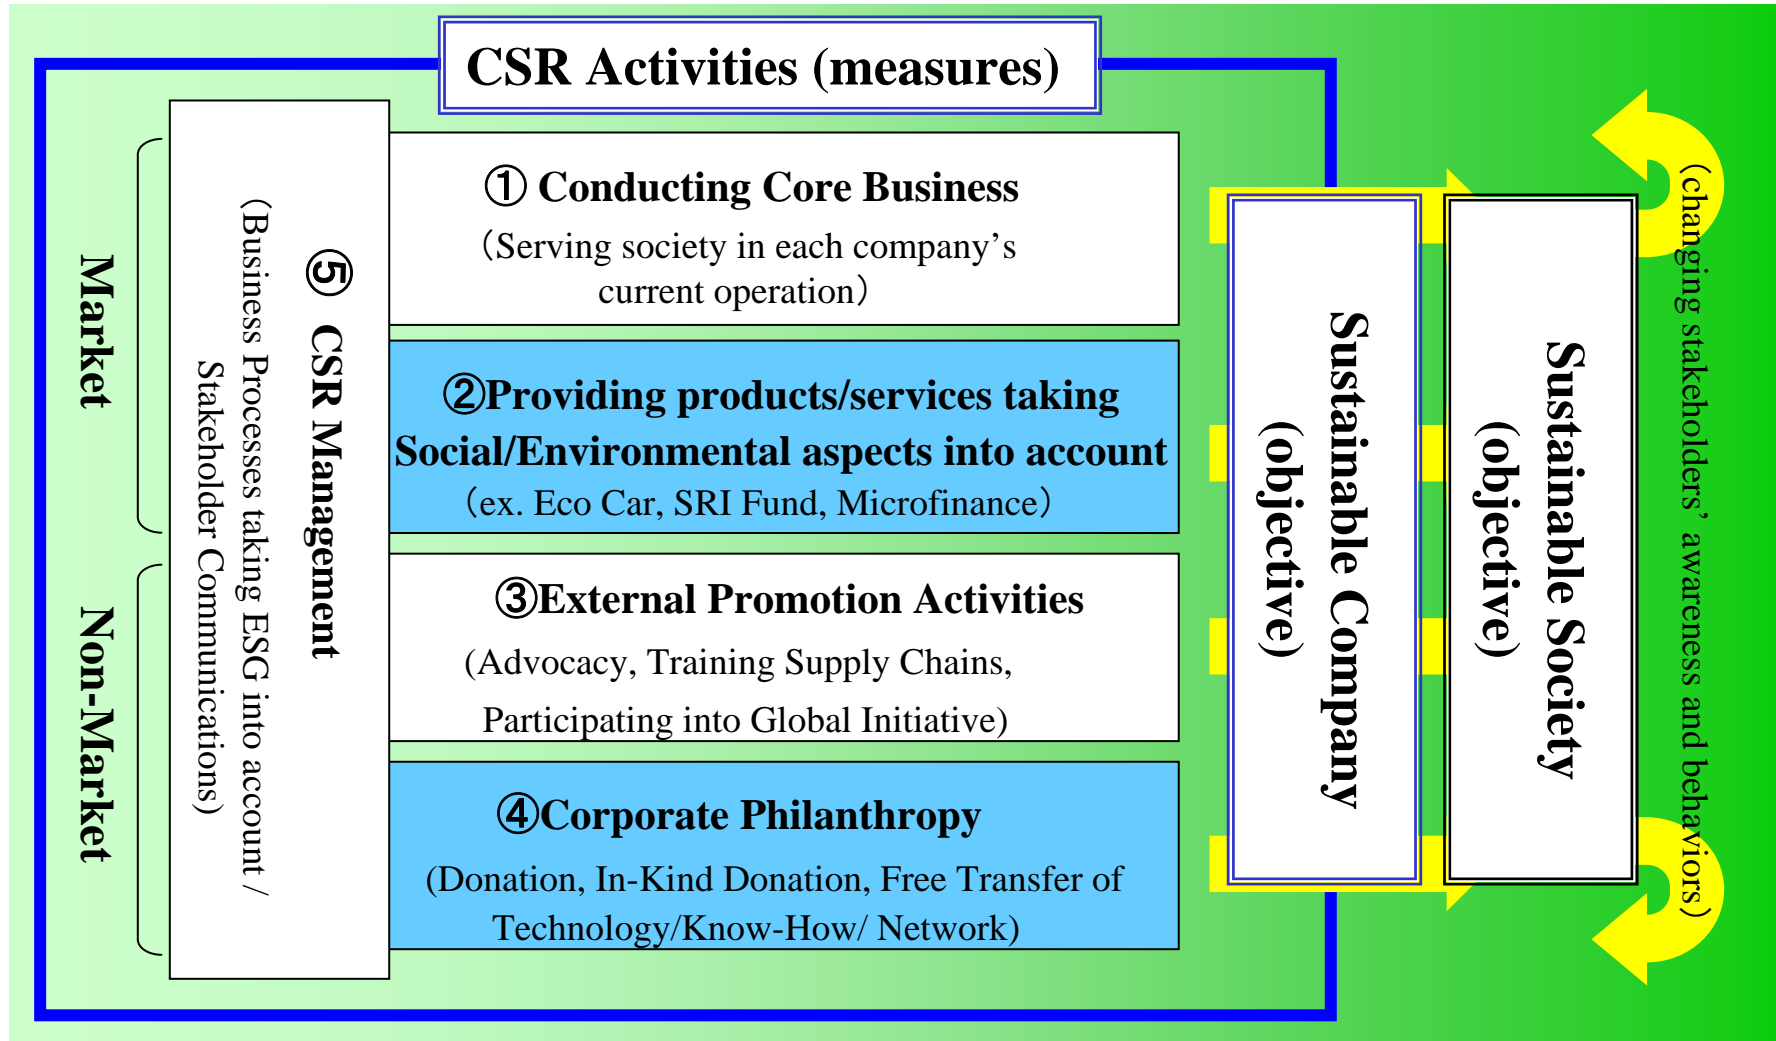 CSR Activities (measures)
Market
Non-Market
⑤ CSR Management
（Business Processes taking ESG into account /
Stakeholder Communications)
① Conducting Core Business
（Serving society in each company’s
current operation）
②Providing products/services taking
Social/Environmental aspects into account
（ex. Eco Car, SRI Fund, Microfinance）
③External Promotion Activities
(Advocacy, Training Supply Chains,
Participating into Global Initiative)
④Corporate Philanthropy
(Donation, In-Kind Donation, Free Transfer of
Technology/Know-How/ Network)
Sustainable Company
(objective)
Sustainable Society
(objective)
（changing stakeholders’ awareness and behaviors）